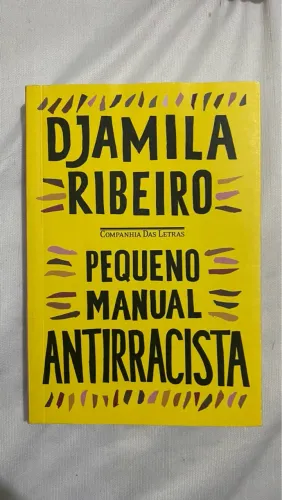 DJAMILA
RIBEIRO
COMPANHIA DAS LETRAS
PEQUENO
MANUAL
ANTIRRACISTA